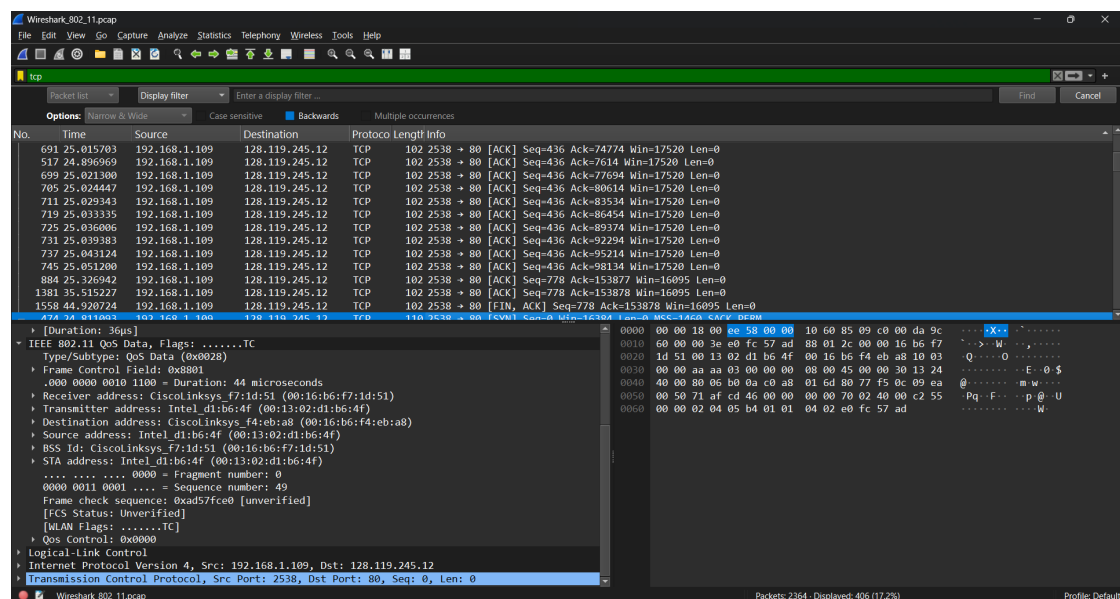 Wireshark_802_11.pcap
File Edit View Go Capture Analyze Statistics Telephony Wireless Tools Help
tcp
Packet list Display filter Enter a display filter ... Find Cancel
Options: Narrow & Wide Case sensitive Backwards Multiple occurrences
No. Time Source Destination Protoco Length Info
691 25.015703 192.168.1.109 128.119.245.12 TCP 102 2538 → 80 [ACK] Seq=436 Ack=74774 Win=17520 Len=0
517 24.896969 192.168.1.109 128.119.245.12 TCP 102 2538 → 80 [ACK] Seq=436 Ack=7614 Win=17520 Len=0
699 25.021300 192.168.1.109 128.119.245.12 TCP 102 2538 → 80 [ACK] Seq=436 Ack=77694 Win=17520 Len=0
705 25.024447 192.168.1.109 128.119.245.12 TCP 102 2538 → 80 [ACK] Seq=436 Ack=80614 Win=17520 Len=0
711 25.029343 192.168.1.109 128.119.245.12 TCP 102 2538 → 80 [ACK] Seq=436 Ack=83534 Win=17520 Len=0
719 25.033335 192.168.1.109 128.119.245.12 TCP 102 2538 → 80 [ACK] Seq=436 Ack=86454 Win=17520 Len=0
725 25.036006 192.168.1.109 128.119.245.12 TCP 102 2538 → 80 [ACK] Seq=436 Ack=89374 Win=17520 Len=0
731 25.039383 192.168.1.109 128.119.245.12 TCP 102 2538 → 80 [ACK] Seq=436 Ack=92294 Win=17520 Len=0
737 25.043124 192.168.1.109 128.119.245.12 TCP 102 2538 → 80 [ACK] Seq=436 Ack=95214 Win=17520 Len=0
745 25.051200 192.168.1.109 128.119.245.12 TCP 102 2538 → 80 [ACK] Seq=436 Ack=98134 Win=17520 Len=0
884 25.326942 192.168.1.109 128.119.245.12 TCP 102 2538 → 80 [ACK] Seq=778 Ack=153877 Win=16095 Len=0
1381 35.515227 192.168.1.109 128.119.245.12 TCP 102 2538 → 80 [ACK] Seq=778 Ack=153878 Win=16095 Len=0
1558 44.920724 192.168.1.109 128.119.245.12 TCP 102 2538 → 80 [FIN, ACK] Seq=778 Ack=153878 Win=16095 Len=0
474 24.811093 192.168.1.109 128.119.245.12 TCP 110 2538 → 80 [SYN] Seq=0 Win=16384 Len=0 MSS=1460 SACK_PERM
[Duration: 36µs]
IEEE 802.11 QoS Data, Flags: .......TC
Type/Subtype: QoS Data (0x0028)
Frame Control Field: 0x8801
.000 0000 0010 1100 = Duration: 44 microseconds
Receiver address: CiscoLinksys_f7:1d:51 (00:16:b6:f7:1d:51)
Transmitter address: Intel_d1:b6:4f (00:13:02:d1:b6:4f)
Destination address: CiscoLinksys_f4:eb:a8 (00:16:b6:f4:eb:a8)
Source address: Intel_d1:b6:4f (00:13:02:d1:b6:4f)
BSS Id: CiscoLinksys_f7:1d:51 (00:16:b6:f7:1d:51)
STA address: Intel_d1:b6:4f (00:13:02:d1:b6:4f)
.... .... .... 0000 = Fragment number: 0
0000 0011 0001 .... = Sequence number: 49
Frame check sequence: 0xad57fce0 [unverified]
[FCS Status: Unverified]
[WLAN Flags: .......TC]
Qos Control: 0x0000
Logical-Link Control
Internet Protocol Version 4, Src: 192.168.1.109, Dst: 128.119.245.12
Transmission Control Protocol, Src Port: 2538, Dst Port: 80, Seq: 0, Len: 0
0000 00 00 18 00 ee 58 00 00 10 60 85 09 c0 00 da 9c ·····X·· ·`······
0010 60 00 00 3e e0 fc 57 ad 88 01 2c 00 00 16 b6 f7 `··>··W· ··,·····
0020 1d 51 00 13 02 d1 b6 4f 00 16 b6 f4 eb a8 10 03 ·Q·····O ········
0030 00 00 aa aa 03 00 00 00 08 00 45 00 00 30 13 24 ········ ··E··0·$
0040 40 00 80 06 b0 0a c0 a8 01 6d 80 77 f5 0c 09 ea @······· ·m·w····
0050 00 50 71 af cd 46 00 00 00 00 70 02 40 00 c2 55 ·Pq··F·· ··p·@··U
0060 00 00 02 04 05 b4 01 01 04 02 e0 fc 57 ad ········ ····W·
Wireshark_802_11.pcap Packets: 2364 · Displayed: 406 (17.2%) Profile: Default